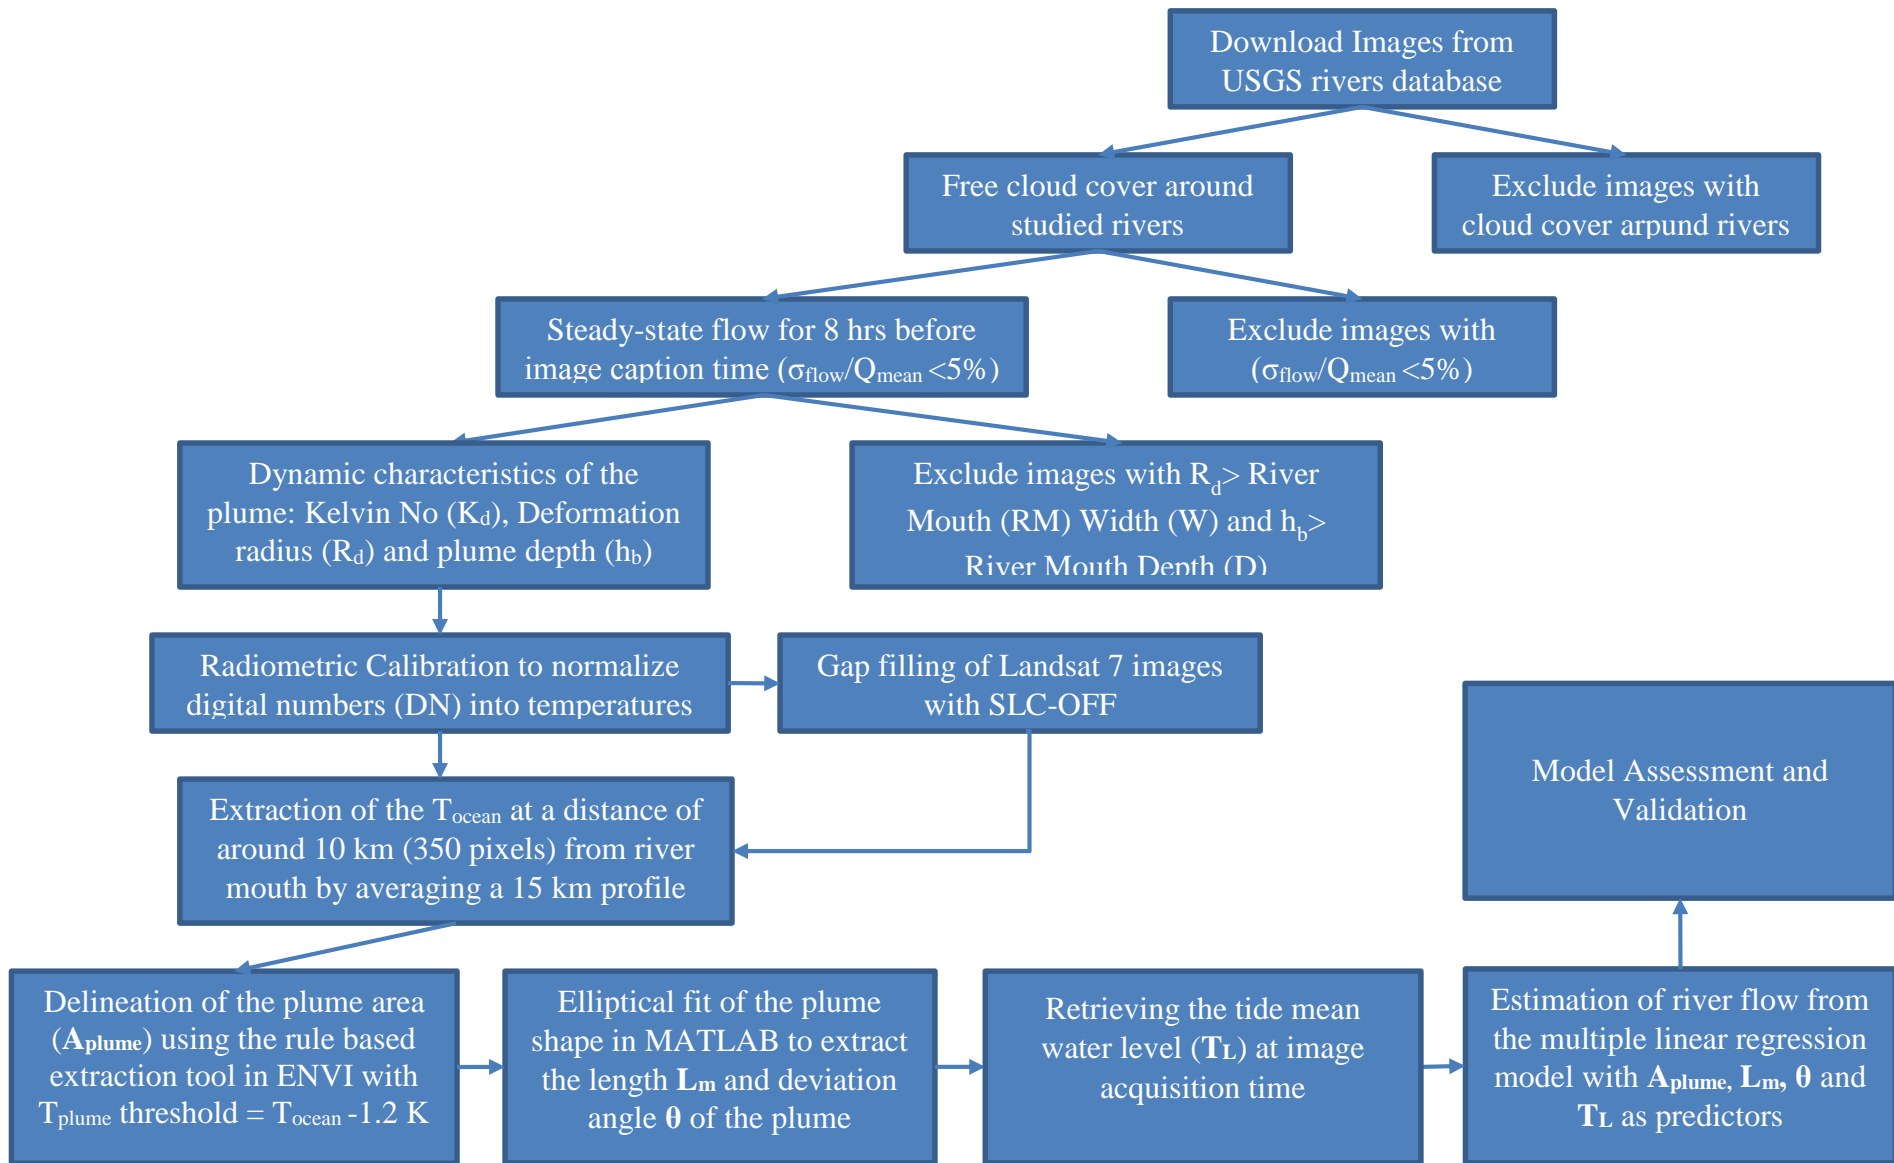 Download Images from
USGS rivers database
Free cloud cover around
studied rivers
Exclude images with
cloud cover arpund rivers
Steady-state flow for 8 hrs before
image caption time (σflow/Qmean <5%)
Exclude images with
(σflow/Qmean <5%)
Dynamic characteristics of the
plume: Kelvin No (Kd), Deformation
radius (Rd) and plume depth (hb)
Exclude images with Rd> River
Mouth (RM) Width (W) and hb>
River Mouth Depth (D)
Radiometric Calibration to normalize
digital numbers (DN) into temperatures
Gap filling of Landsat 7 images
with SLC-OFF
Extraction of the Tocean at a distance of
around 10 km (350 pixels) from river
mouth by averaging a 15 km profile
Model Assessment and
Validation
Delineation of the plume area
(Aplume) using the rule based
extraction tool in ENVI with
Tplume threshold = Tocean -1.2 K
Elliptical fit of the plume
shape in MATLAB to extract
the length Lm and deviation
angle θ of the plume
Retrieving the tide mean
water level (TL) at image
acquisition time
Estimation of river flow from
the multiple linear regression
model with Aplume, Lm, θ and
TL as predictors